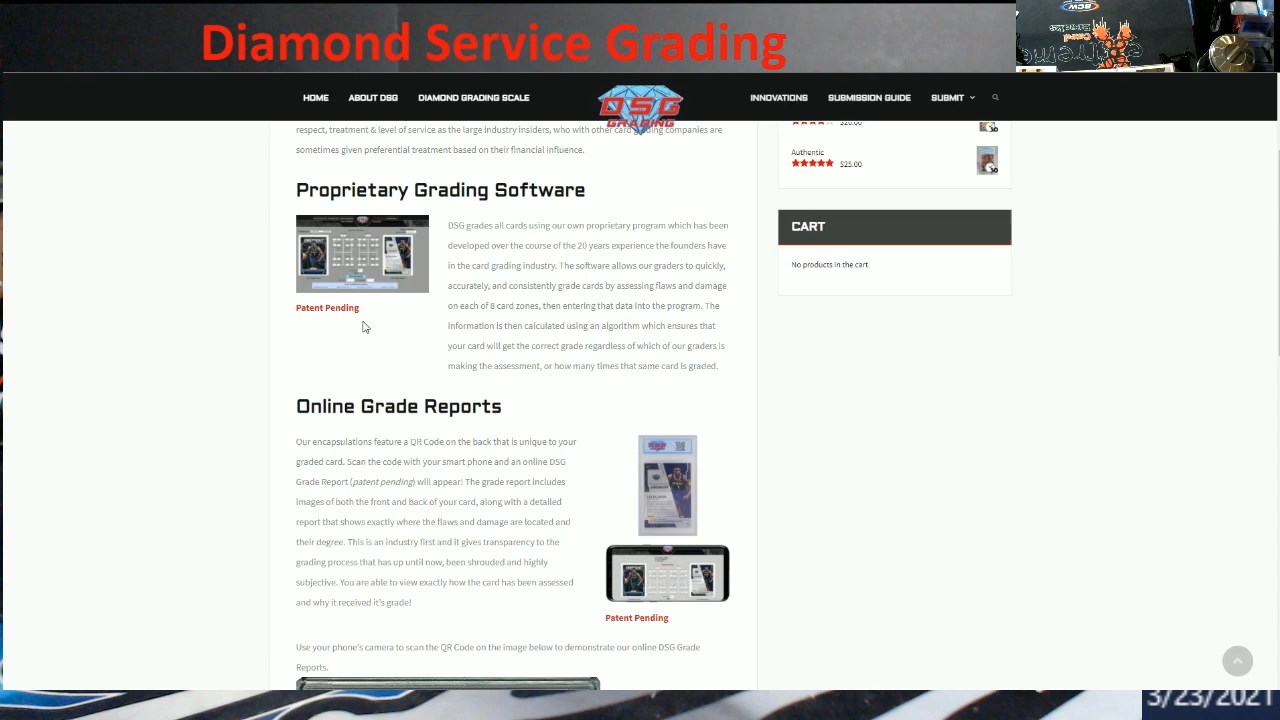 Diamond Service Grading
HOME
ABOUT DSG
DIAMOND GRADING SCALE
DSG
GRADING
INNOVATIONS
SUBMISSION GUIDE
SUBMIT
respect, treatment & level of service as the large industry insiders, who with other card grading companies are
sometimes given preferential treatment based on their financial influence.
Proprietary Grading Software
DSG grades all cards using our own proprietary program which has been
developed over the course of the 20 years experience the founders have
in the card grading industry. The software allows our graders to quickly,
accurately, and consistently grade cards by assessing flaws and damage
on each of 8 card zones, then entering that data into the program. The
information is then calculated using an algorithm which ensures that
your card will get the correct grade regardless of which of our graders is
making the assessment, or how many times that same card is graded.
Patent Pending
Online Grade Reports
Our encapsulations feature a QR Code on the back that is unique to your
graded card. Scan the code with your smart phone and an online DSG
Grade Report (patent pending) will appear! The grade report includes
images of both the front and back of your card, along with a detailed
report that shows exactly where the flaws and damage are located and
their degree. This is an industry first and it gives transparency to the
grading process that has up until now, been shrouded and highly
subjective. You are able to view exactly how the card has been assessed
and why it received it's grade!
Patent Pending
Use your phone's camera to scan the QR Code on the image below to demonstrate our online DSG Grade
Reports.
$20.00
Authentic
$25.00
CART
No products in the cart.
3/23/2021